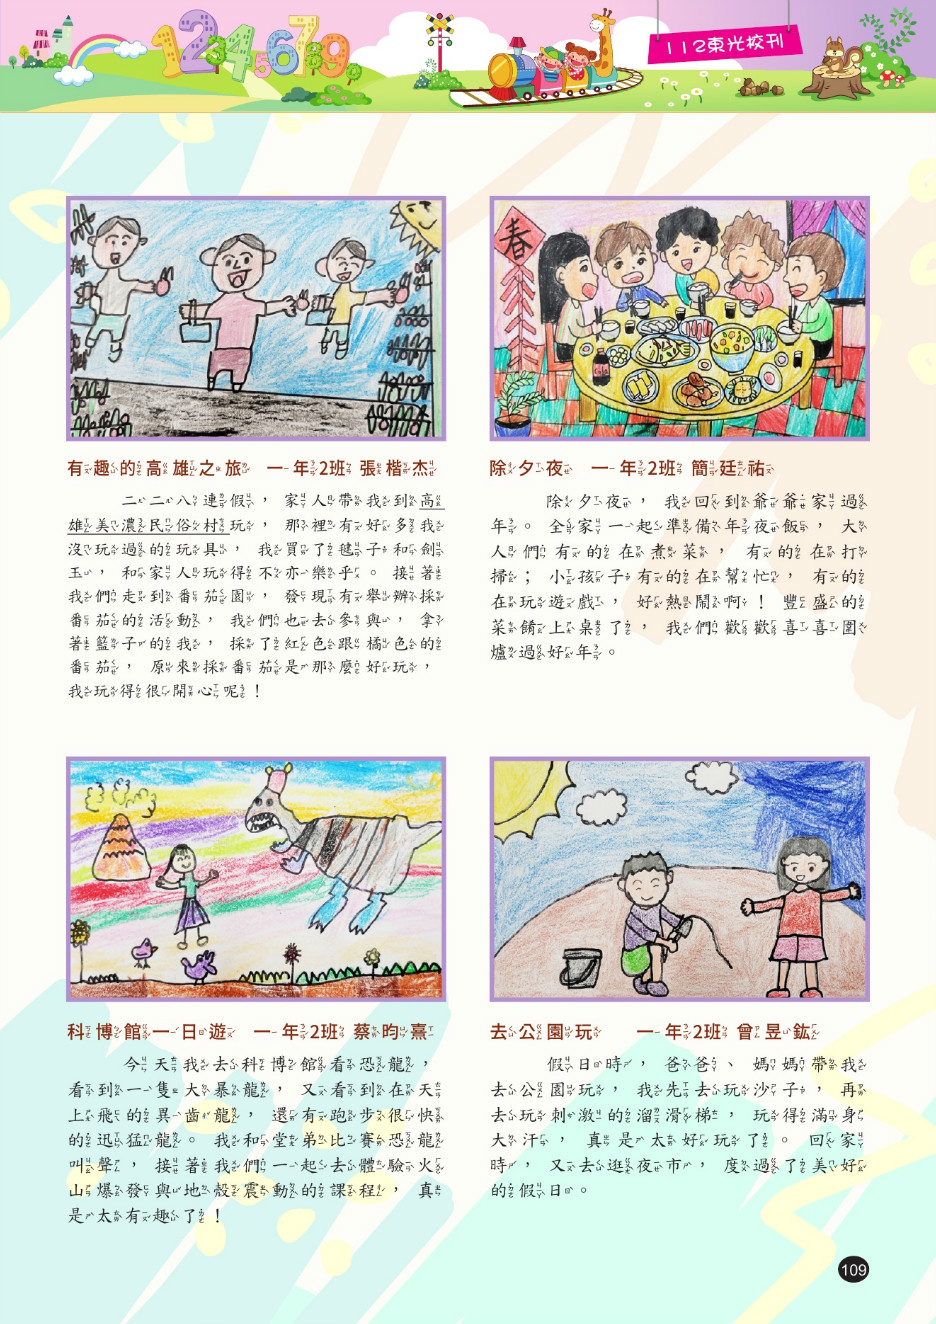 1245679
112東光校刊
春
有趣的高雄之旅 一年2班 張楷杰
二二八連假，家人帶我到高
雄美濃民俗村玩，那裡有好多我
沒玩過的玩具，我買了毽子和劍
玉，和家人玩得不亦樂乎。接著
我們走到番茄園，發現有舉辦採
番茄的活動，我們也去參與，拿
著籃子的我，採了紅色跟橘色的
番茄，原來採番茄是那麼好玩，
我玩得很開心呢！
除夕夜 一年2班 簡廷祐
除夕夜，我回到爺爺家過
年。全家一起準備年夜飯，大
人們有的在煮菜，有的在打
掃；小孩子有的在幫忙，有的
在玩遊戲，好熱鬧啊！豐盛的
菜餚上桌了，我們歡歡喜喜圍
爐過好年。
科博館一日遊 一年2班 蔡昀熹
今天我去科博館看恐龍，
看到一隻大暴龍，又看到在天
上飛的異齒龍，還有跑步很快
的迅猛龍。我和堂弟比賽恐龍
叫聲，接著我們一起去體驗火
山爆發與地殼震動的課程，真
是太有趣了！
去公園玩 一年2班 曾昱鈜
假日時，爸爸、媽媽帶我
去公園玩，我先去玩沙子，再
去玩刺激的溜滑梯，玩得滿身
大汗，真是太好玩了。回家
時，又去逛夜市，度過了美好
的假日。
109